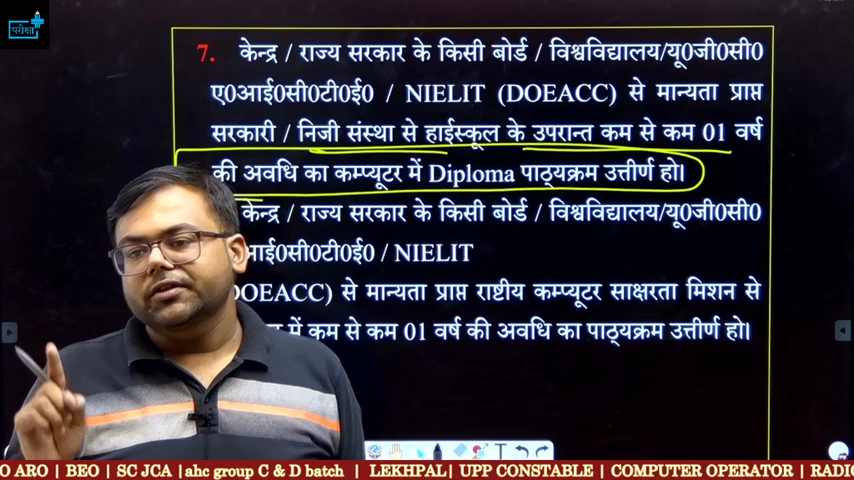 परीक्षा
7. केन्द्र / राज्य सरकार के किसी बोर्ड / विश्वविद्यालय/यू0जी0सी0
ए0आई0सी0टी0ई0 / NIELIT (DOEACC) से मान्यता प्राप्त
सरकारी / निजी संस्था से हाईस्कूल के उपरान्त कम से कम 01 वर्ष
की अवधि का कम्प्यूटर में Diploma पाठ्यक्रम उत्तीर्ण हो।
केन्द्र / राज्य सरकार के किसी बोर्ड / विश्वविद्यालय/यू0जी0सी0
आई0सी0टी0ई0 / NIELIT
DOEACC) से मान्यता प्राप्त राष्टीय कम्प्यूटर साक्षरता मिशन से
में कम से कम 01 वर्ष की अवधि का पाठ्यक्रम उत्तीर्ण हो।
O ARO | BEO | SC JCA |ahc group C & D batch | LEKHPAL| UPP CONSTABLE | COMPUTER OPERATOR | RADIO